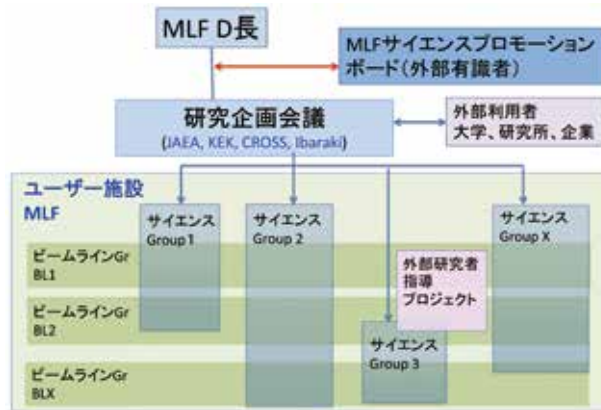 MLF D長
MLFサイエンスプロモーション
ボード(外部有識者)
研究企画会議
(JAEA, KEK, CROSS, Ibaraki)
外部利用者
大学、研究所、企業
ユーザー施設
MLF
サイエンス
Group 1
サイエンス
Group 2
サイエンス
Group X
ビームラインGr
BL1
外部研究者
指導
プロジェクト
ビームラインGr
BL2
サイエンス
Group 3
ビームラインGr
BLX